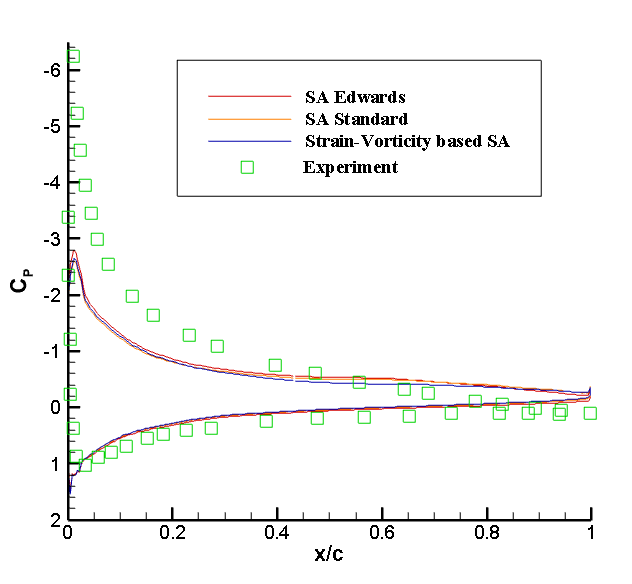 SA Edwards
SA Standard
Strain-Vorticity based SA
Experiment
-6
-5
-4
-3
-2
-1
0
1
2
CP
0
0.2
0.4
0.6
0.8
1
x/c